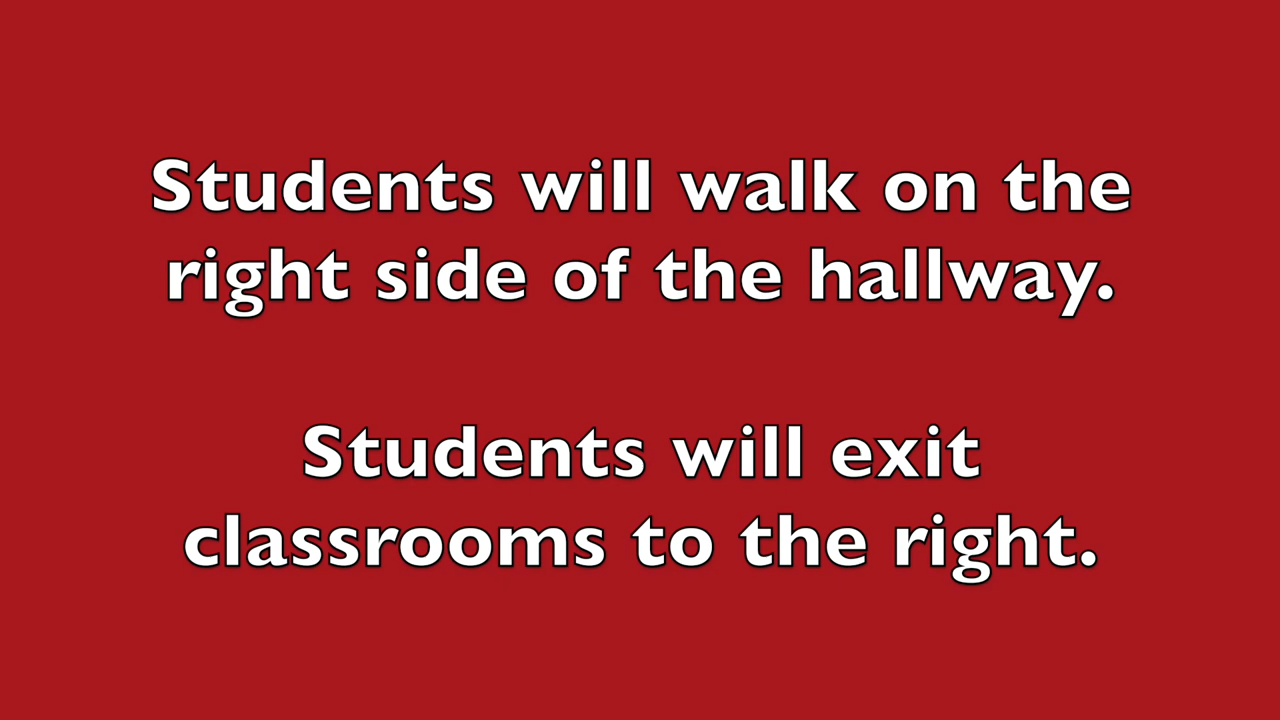 Students will walk on the
right side of the hallway.
Students will exit
classrooms to the right.